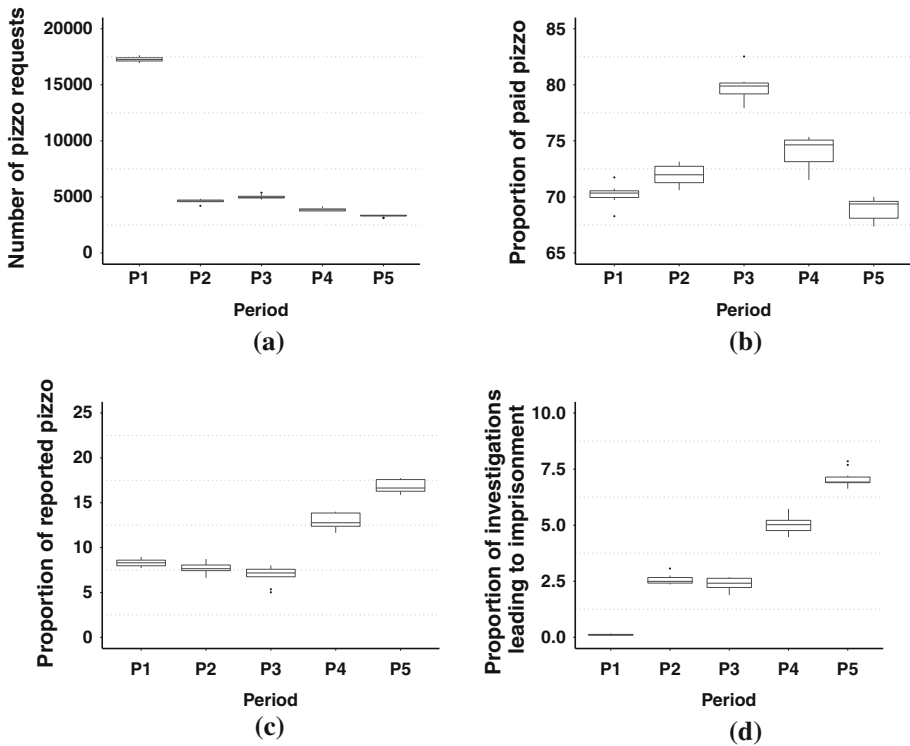 Number of pizzo requests
20000
15000
10000
5000
0
P1 P2 P3 P4 P5
Period
(a)
Proportion of paid pizzo
85
80
75
70
65
P1 P2 P3 P4 P5
Period
(b)
Proportion of reported pizzo
25
20
15
10
5
0
P1 P2 P3 P4 P5
Period
(c)
Proportion of investigations
leading to imprisonment
10.0
7.5
5.0
2.5
0.0
P1 P2 P3 P4 P5
Period
(d)